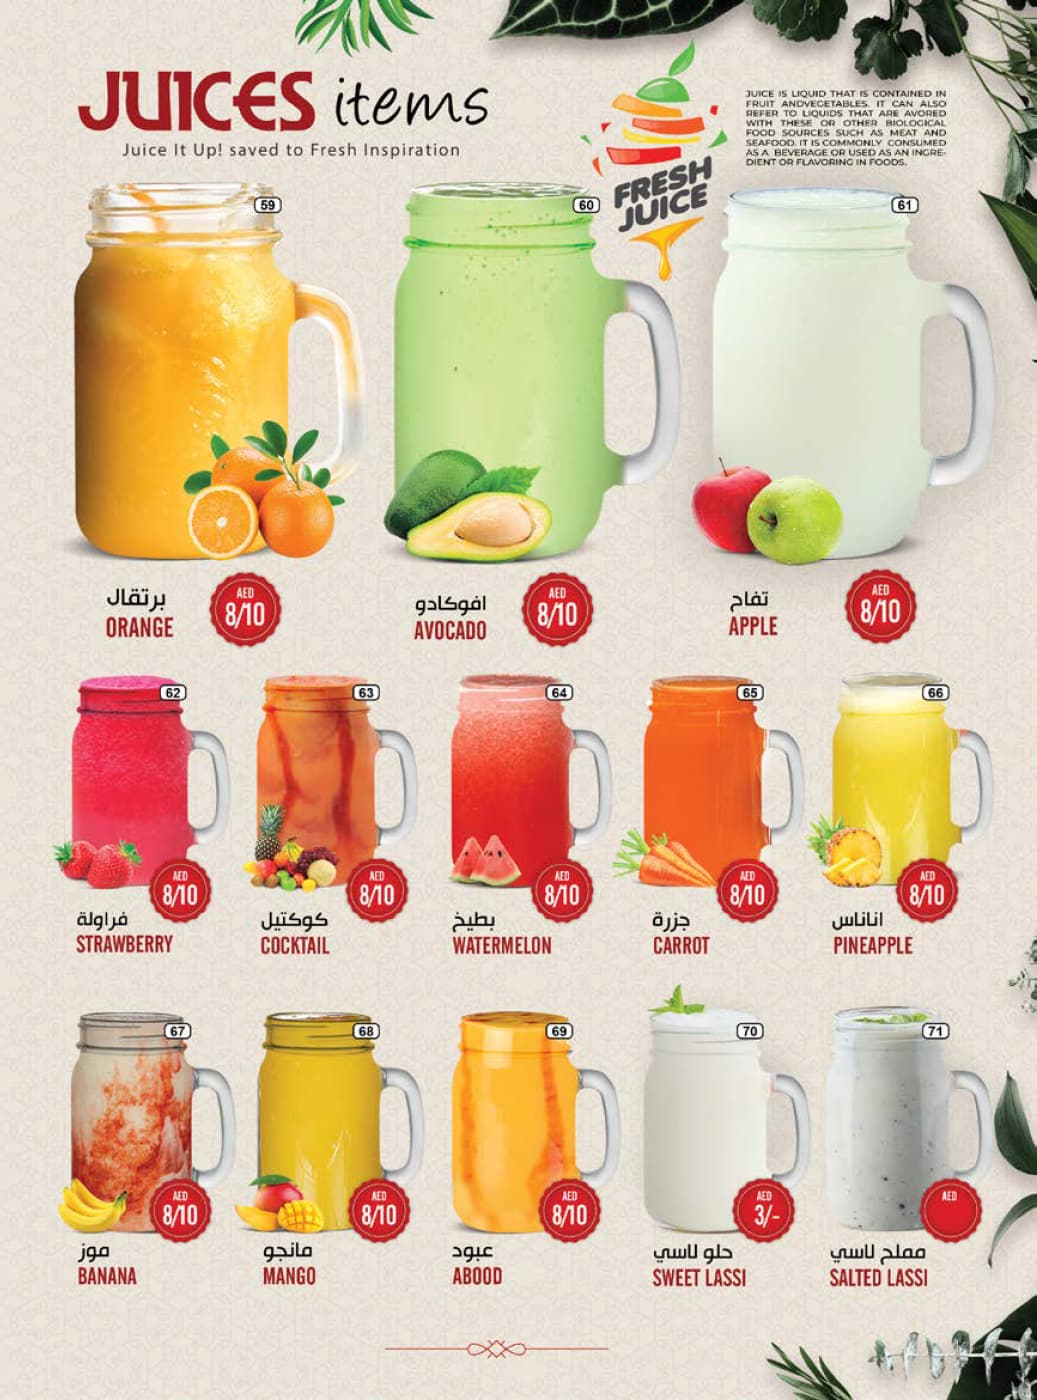 JUICES items
Juice It Up! saved to Fresh Inspiration
FRESH
JUICE
JUICE IS LIQUID THAT IS CONTAINED IN
FRUIT ANDVEGETABLES. IT CAN ALSO
REFER TO LIQUIDS THAT ARE AVORED
WITH THESE OR OTHER BIOLOGICAL
FOOD SOURCES SUCH AS MEAT AND
SEAFOOD. IT IS COMMONLY CONSUMED
AS A BEVERAGE OR USED AS AN INGRE-
DIENT OR FLAVORING IN FOODS.
59
برتقال
ORANGE
AED
8/10
60
افوكادو
AVOCADO
AED
8/10
61
تفاح
APPLE
AED
8/10
62
AED
8/10
فراولة
STRAWBERRY
63
AED
8/10
كوكتيل
COCKTAIL
64
AED
8/10
بطيخ
WATERMELON
65
AED
8/10
جزرة
CARROT
66
AED
8/10
اناناس
PINEAPPLE
67
AED
8/10
موز
BANANA
68
AED
8/10
مانجو
MANGO
69
AED
8/10
عبود
ABOOD
70
AED
3/-
حلو لاسي
SWEET LASSI
71
AED
مملح لاسي
SALTED LASSI